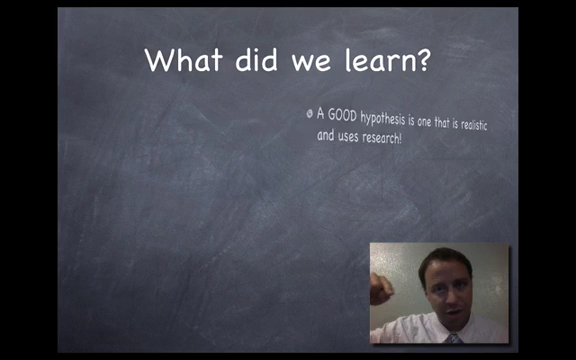 What did we learn?
A GOOD hypothesis is one that is realistic
and uses research!